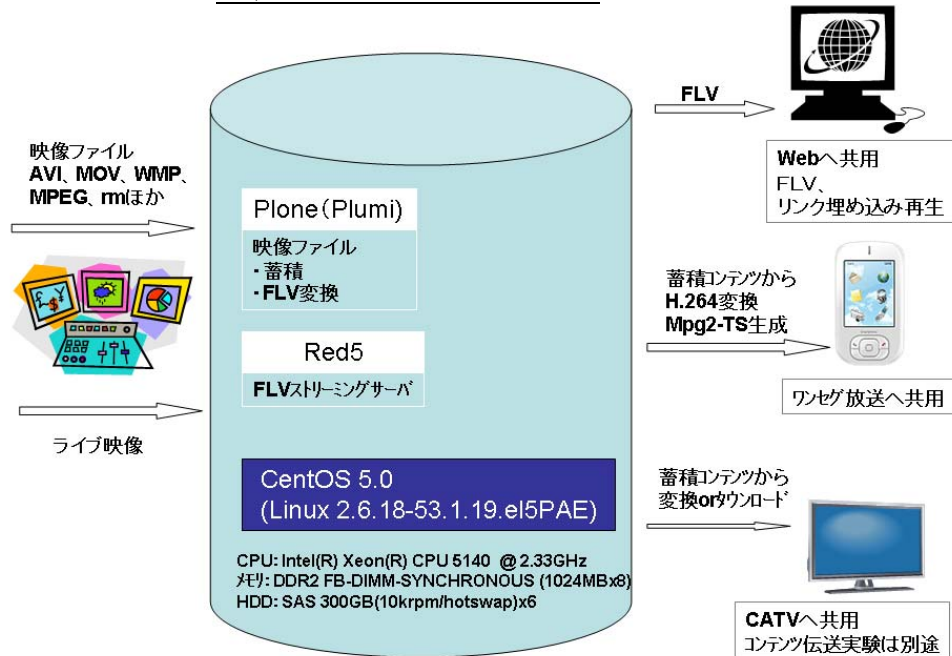 映像ファイル
AVI、MOV、WMP、
MPEG、rmほか
ライブ映像
Plone(Plumi)
映像ファイル
・蓄積
・FLV変換
Red5
FLVストリーミングサーバ
CentOS 5.0
(Linux 2.6.18-53.1.19.el5PAE)
CPU: Intel(R) Xeon(R) CPU 5140 @2.33GHz
メモリ: DDR2 FB-DIMM-SYNCHRONOUS (1024MBx8)
HDD: SAS 300GB(10krpm/hotswap)x6
FLV
Webへ共用
FLV、
リンク埋め込み再生
蓄積コンテンツから
H.264変換
Mpg2-TS生成
ワンセグ放送へ共用
蓄積コンテンツから
変換orダウンロード
CATVへ共用
コンテンツ伝送実験は別途